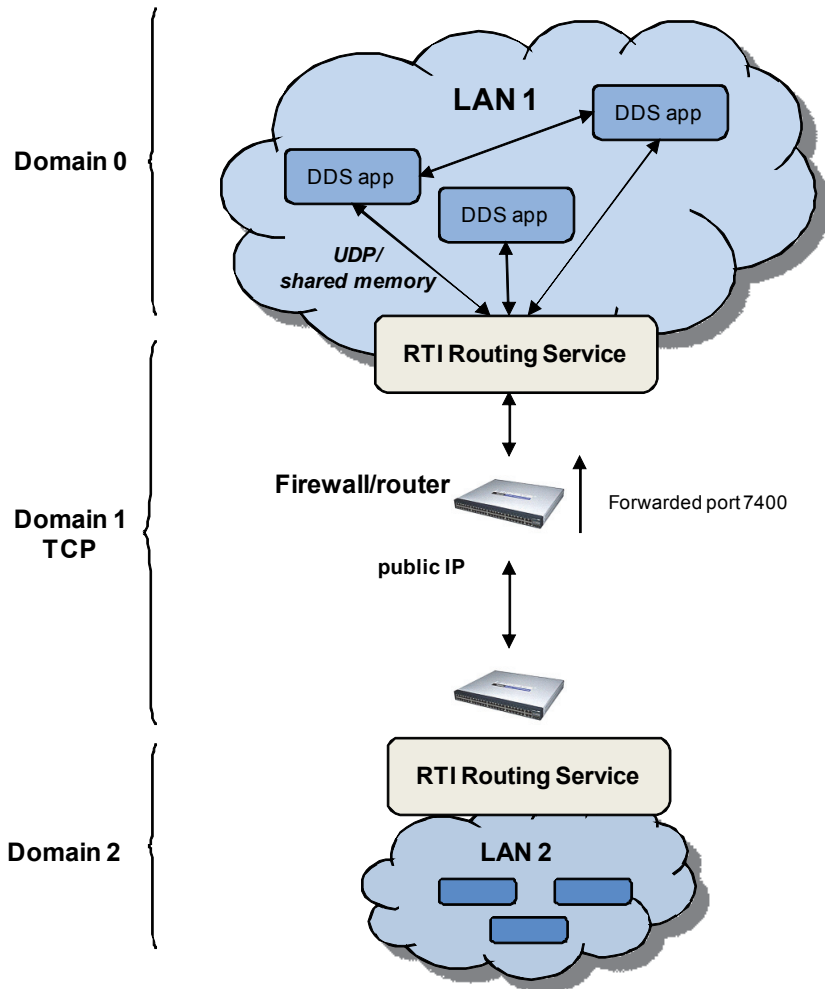 LAN 1
DDS app
Domain 0
DDS app
DDS app
UDP/
shared memory
RTI Routing Service
Firewall/router
Forwarded port 7400
Domain 1
TCP
public IP
RTI Routing Service
Domain 2
LAN 2